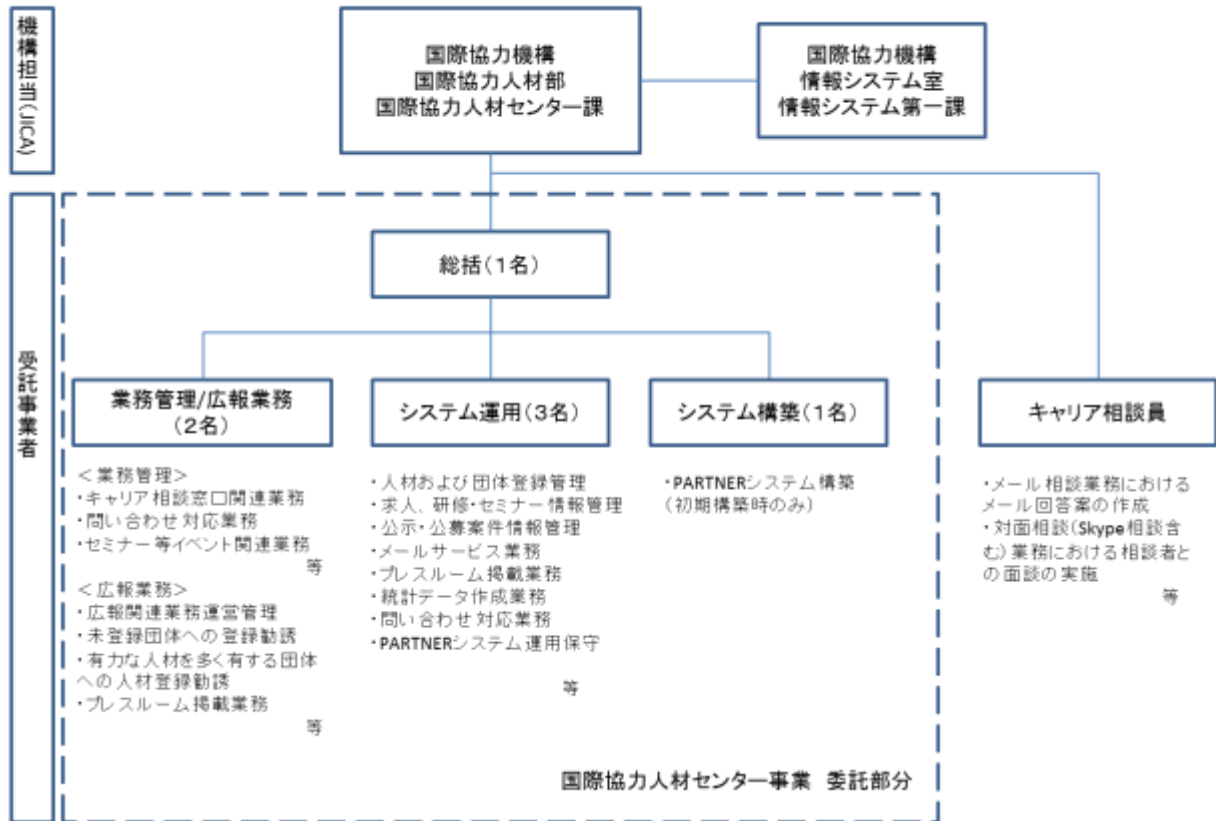 機構担当(JICA)
国際協力機構
国際協力人材部
国際協力人材センター課
国際協力機構
情報システム室
情報システム第一課
受託事業者
総括(1名)
業務管理/広報業務
(2名)
システム運用(3名)
システム構築(1名)
キャリア相談員
<業務管理>
・キャリア相談窓口関連業務
・問い合わせ対応業務
・セミナー等イベント関連業務
等
<広報業務>
・広報関連業務運営管理
・未登録団体への登録勧誘
・有力な人材を多く有する団体
への人材登録勧誘
・プレスルーム掲載業務
等
・人材および団体登録管理
・求人、研修・セミナー情報管理
・公示・公募案件情報管理
・メールサービス業務
・プレスルーム掲載業務
・統計データ作成業務
・問い合わせ対応業務
・PARTNERシステム運用保守
等
・PARTNERシステム構築
(初期構築時のみ)
・メール相談業務における
メール回答案の作成
・対面相談(Skype相談含
む)業務における相談者と
の面談の実施
等
国際協力人材センター事業 委託部分